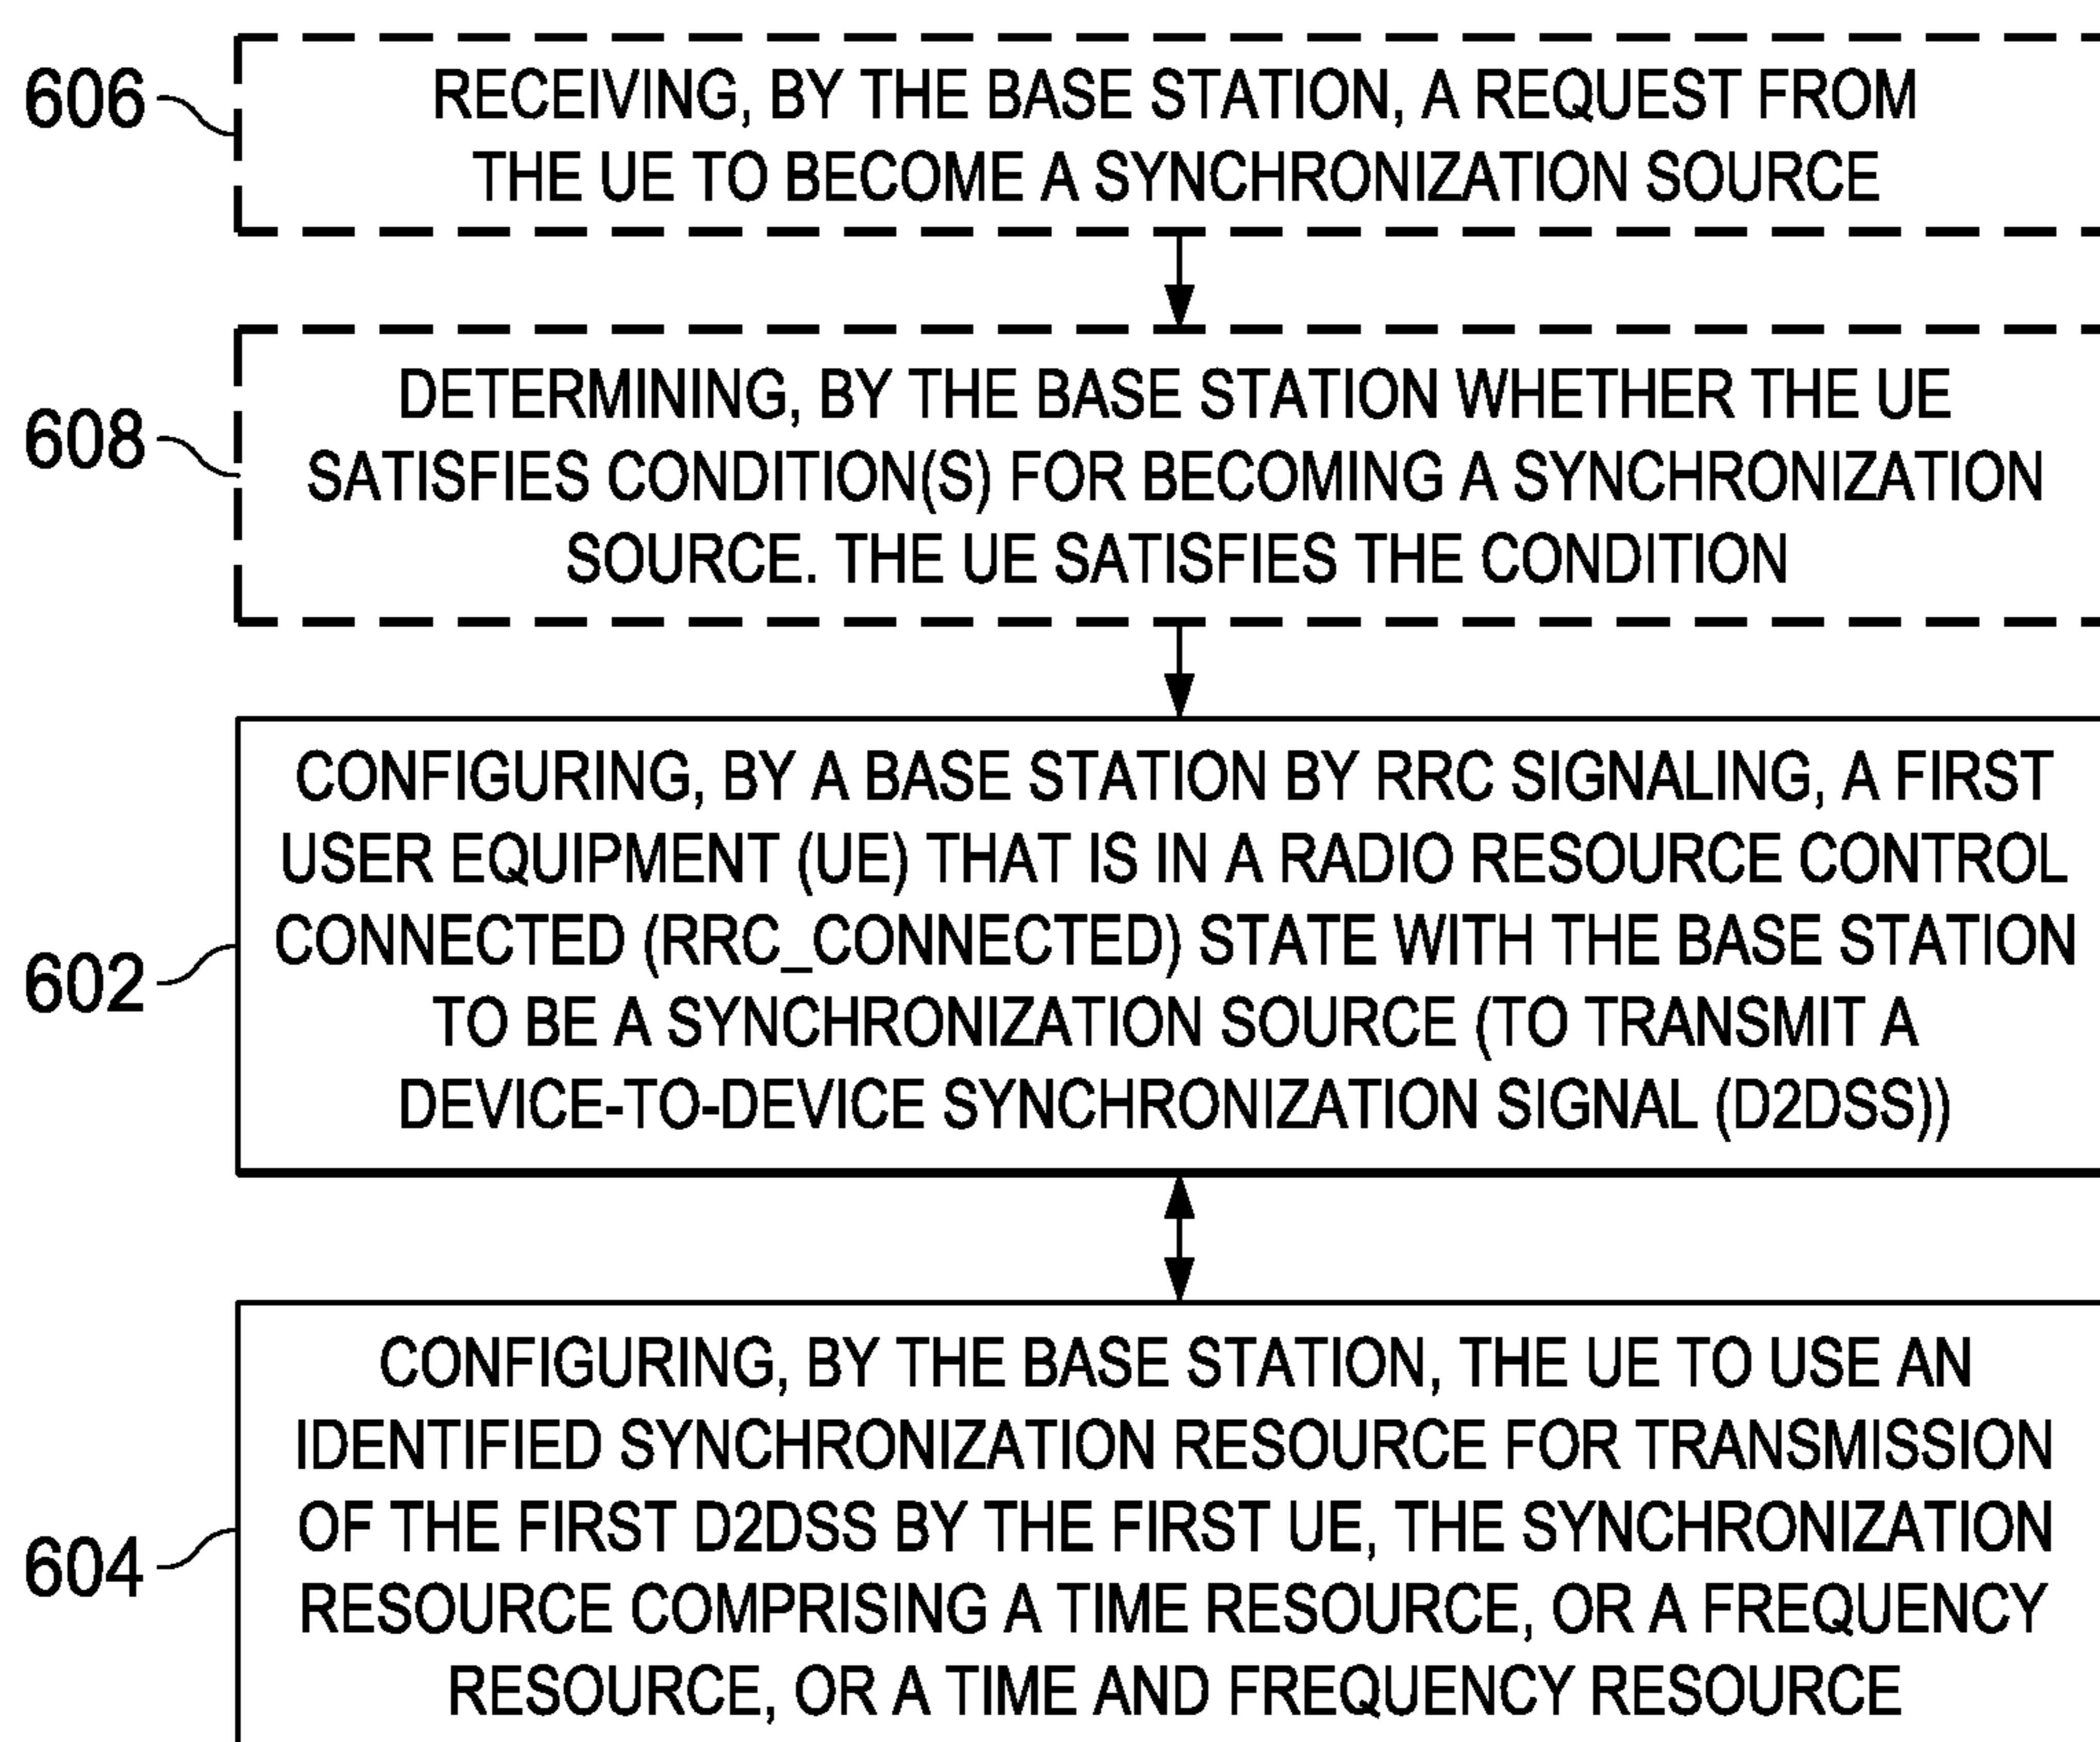 606
RECEIVING, BY THE BASE STATION, A REQUEST FROM
THE UE TO BECOME A SYNCHRONIZATION SOURCE
608
DETERMINING, BY THE BASE STATION WHETHER THE UE
SATISFIES CONDITION(S) FOR BECOMING A SYNCHRONIZATION
SOURCE. THE UE SATISFIES THE CONDITION
602
CONFIGURING, BY A BASE STATION BY RRC SIGNALING, A FIRST
USER EQUIPMENT (UE) THAT IS IN A RADIO RESOURCE CONTROL
CONNECTED (RRC_CONNECTED) STATE WITH THE BASE STATION
TO BE A SYNCHRONIZATION SOURCE (TO TRANSMIT A
DEVICE-TO-DEVICE SYNCHRONIZATION SIGNAL (D2DSS))
604
CONFIGURING, BY THE BASE STATION, THE UE TO USE AN
IDENTIFIED SYNCHRONIZATION RESOURCE FOR TRANSMISSION
OF THE FIRST D2DSS BY THE FIRST UE, THE SYNCHRONIZATION
RESOURCE COMPRISING A TIME RESOURCE, OR A FREQUENCY
RESOURCE, OR A TIME AND FREQUENCY RESOURCE